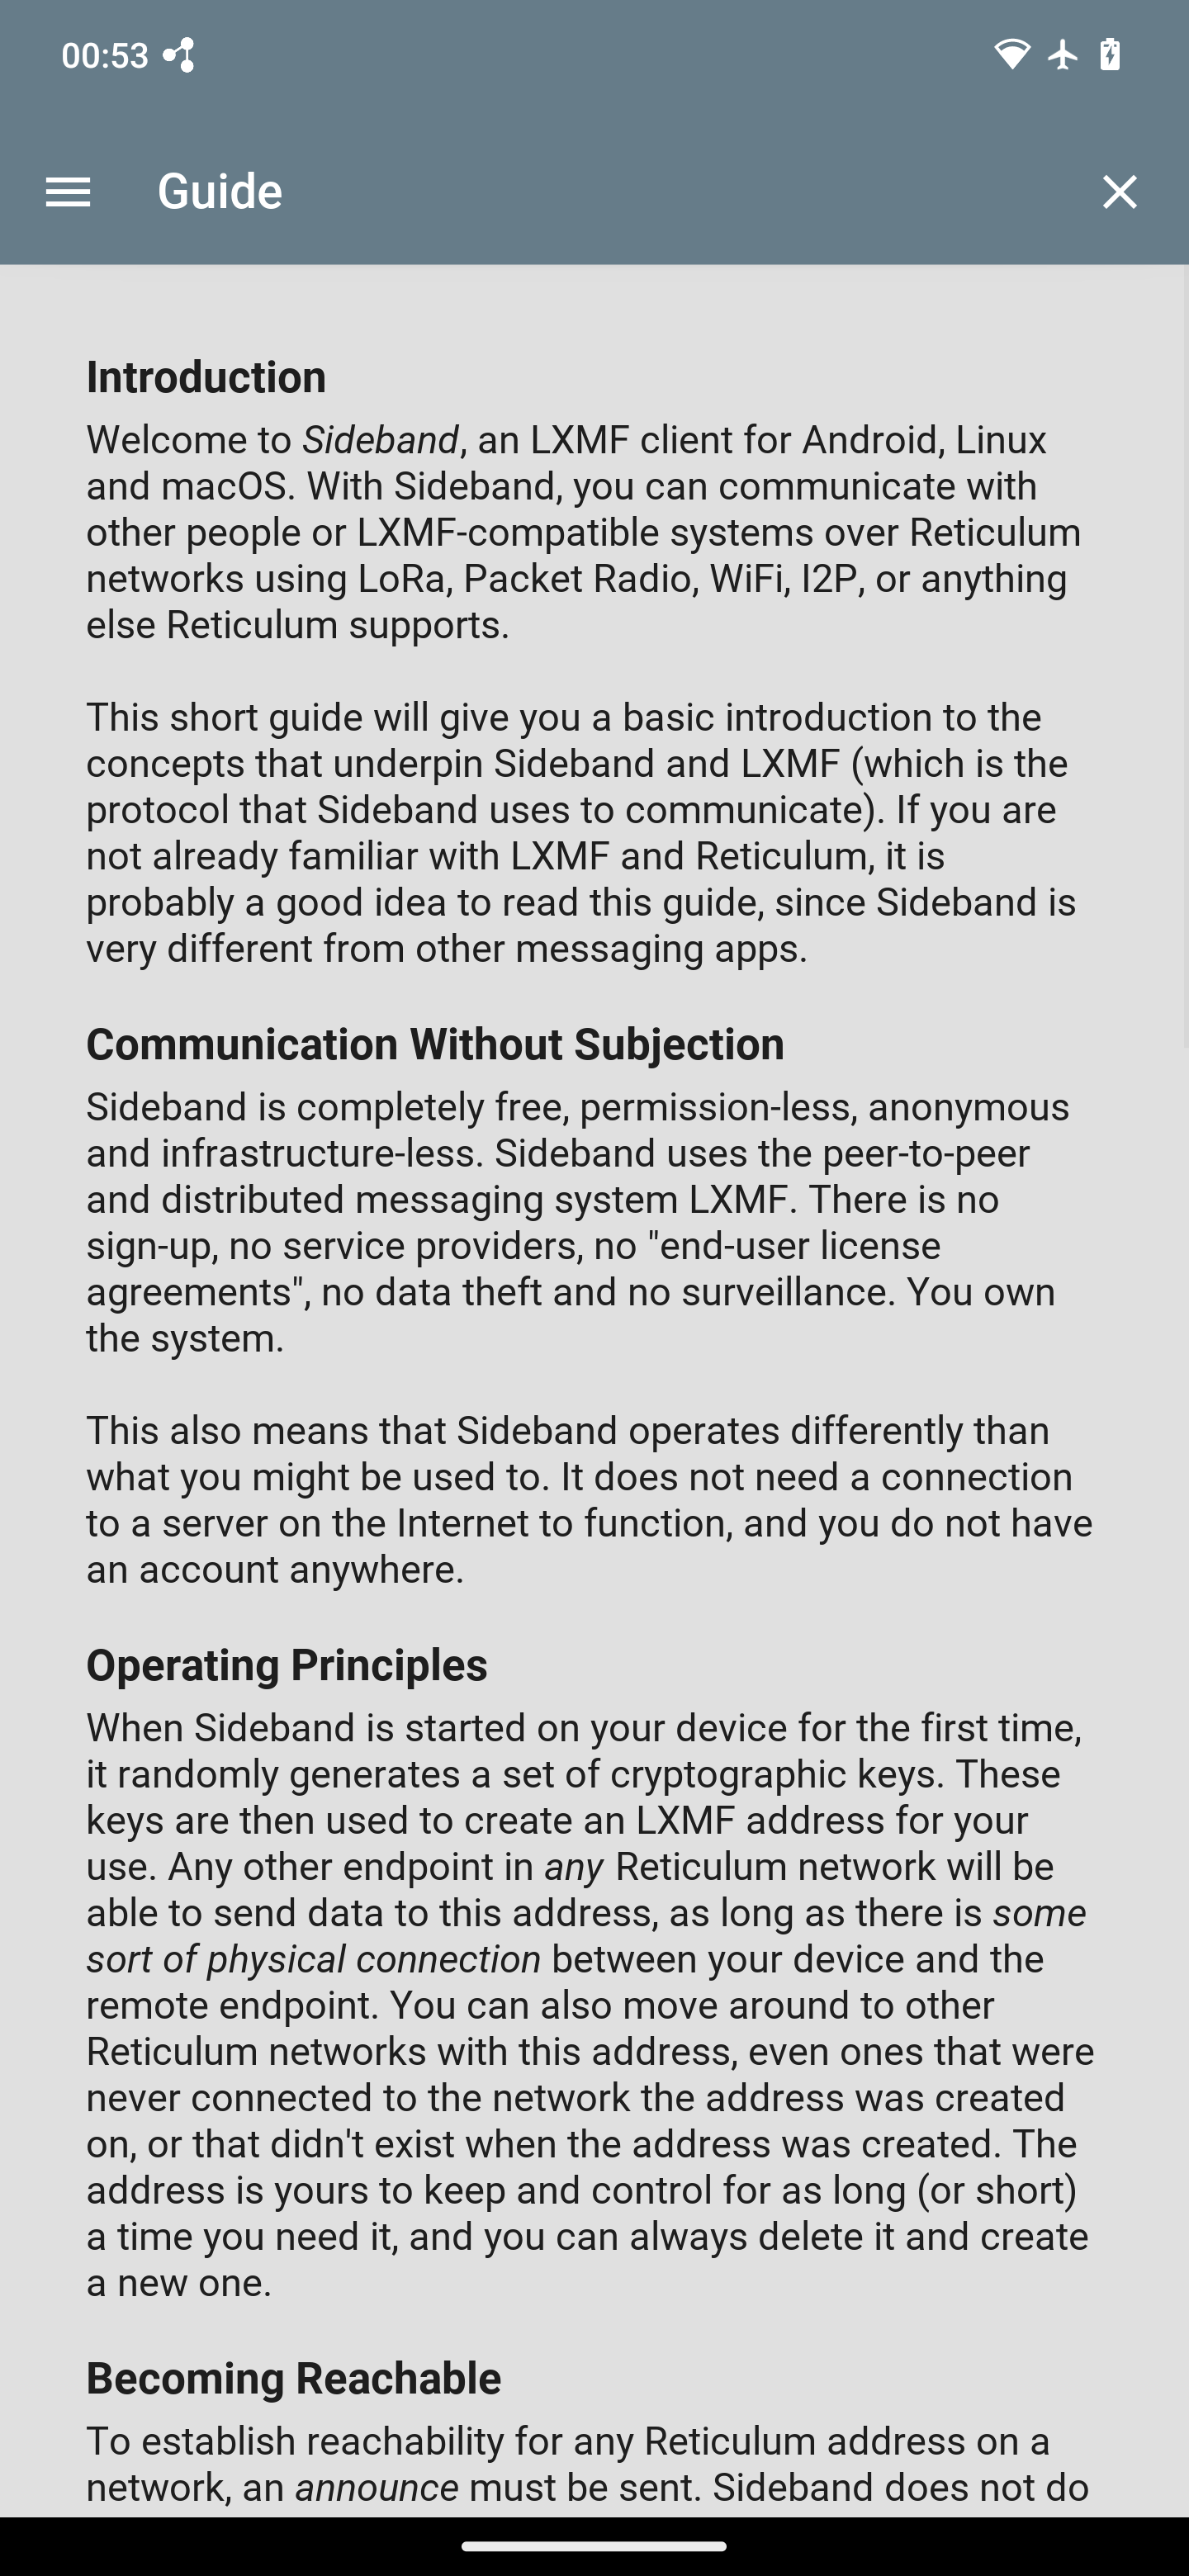 00:53
Guide
Introduction
Welcome to Sideband, an LXMF client for Android, Linux
and macOS. With Sideband, you can communicate with
other people or LXMF-compatible systems over Reticulum
networks using LoRa, Packet Radio, WiFi, I2P, or anything
else Reticulum supports.
This short guide will give you a basic introduction to the
concepts that underpin Sideband and LXMF (which is the
protocol that Sideband uses to communicate). If you are
not already familiar with LXMF and Reticulum, it is
probably a good idea to read this guide, since Sideband is
very different from other messaging apps.
Communication Without Subjection
Sideband is completely free, permission-less, anonymous
and infrastructure-less. Sideband uses the peer-to-peer
and distributed messaging system LXMF. There is no
sign-up, no service providers, no "end-user license
agreements", no data theft and no surveillance. You own
the system.
This also means that Sideband operates differently than
what you might be used to. It does not need a connection
to a server on the Internet to function, and you do not have
an account anywhere.
Operating Principles
When Sideband is started on your device for the first time,
it randomly generates a set of cryptographic keys. These
keys are then used to create an LXMF address for your
use. Any other endpoint in any Reticulum network will be
able to send data to this address, as long as there is some
sort of physical connection between your device and the
remote endpoint. You can also move around to other
Reticulum networks with this address, even ones that were
never connected to the network the address was created
on, or that didn't exist when the address was created. The
address is yours to keep and control for as long (or short)
a time you need it, and you can always delete it and create
a new one.
Becoming Reachable
To establish reachability for any Reticulum address on a
network, an announce must be sent. Sideband does not do